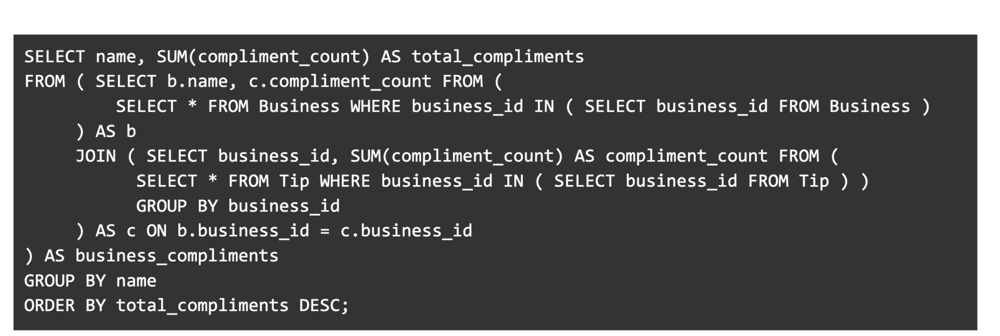 SELECT name, SUM(compliment_count) AS total_compliments
FROM ( SELECT b.name, c.compliment_count FROM (
SELECT * FROM Business WHERE business_id IN ( SELECT business_id FROM Business )
) AS b
JOIN ( SELECT business_id, SUM(compliment_count) AS compliment_count FROM (
SELECT * FROM Tip WHERE business_id IN ( SELECT business_id FROM Tip ) )
GROUP BY business_id
) AS c ON b.business_id = c.business_id
) AS business_compliments
GROUP BY name
ORDER BY total_compliments DESC;